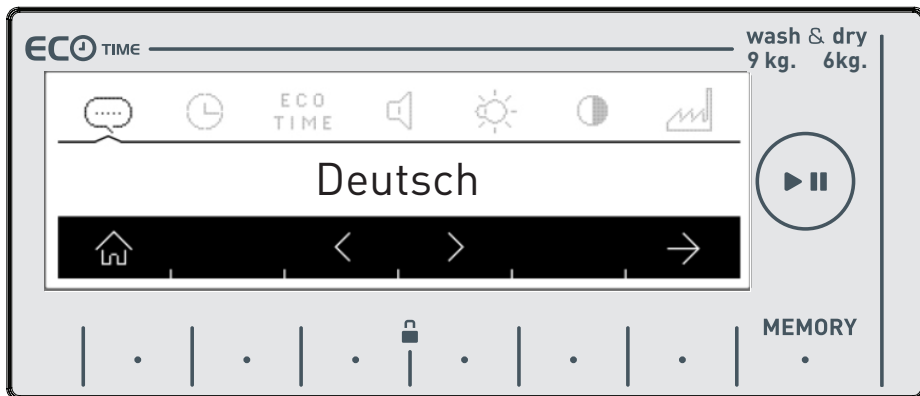 ECO TIME
wash & dry
9 kg. 6kg.
ECO
TIME
Deutsch
MEMORY